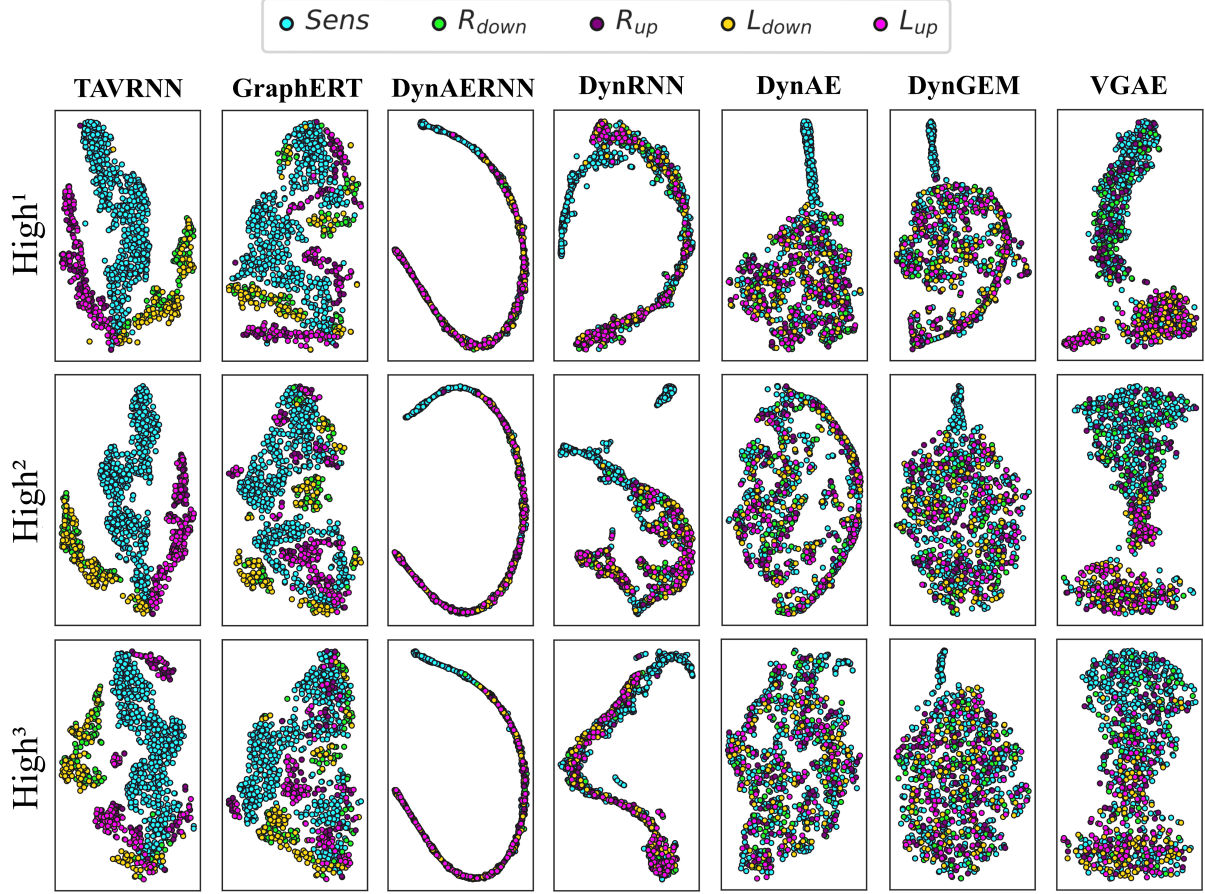 Sens R_down R_up L_down L_up
TAVRNN GraphERT DynAERNN DynRNN DynAE DynGEM VGAE
High¹
High²
High³